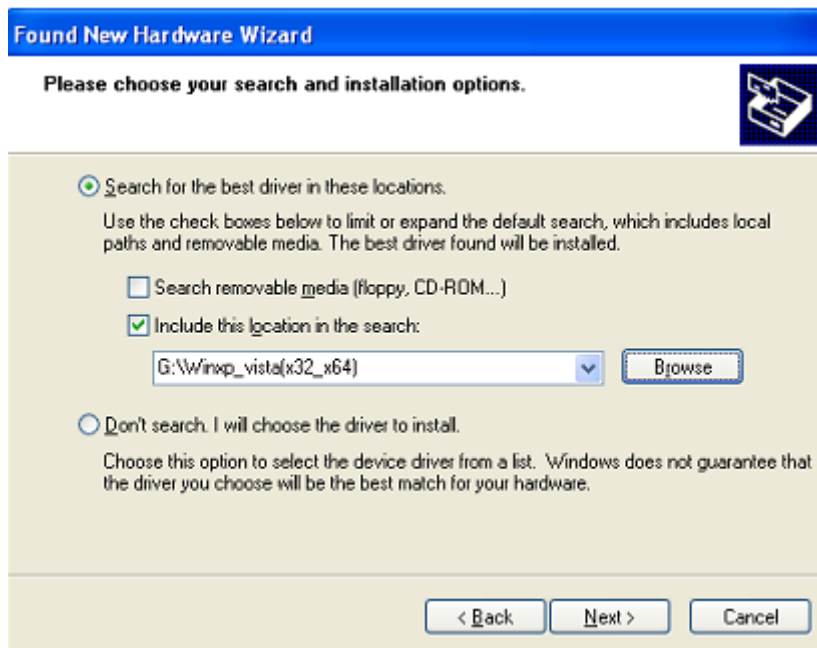 Found New Hardware Wizard
Please choose your search and installation options.
Search for the best driver in these locations.
Use the check boxes below to limit or expand the default search, which includes local
paths and removable media. The best driver found will be installed.
Search removable media (floppy, CD-ROM...)
Include this location in the search:
G:\Winxp_vista(x32_x64)
Browse
Don't search. I will choose the driver to install.
Choose this option to select the device driver from a list. Windows does not guarantee that
the driver you choose will be the best match for your hardware.
< Back
Next >
Cancel